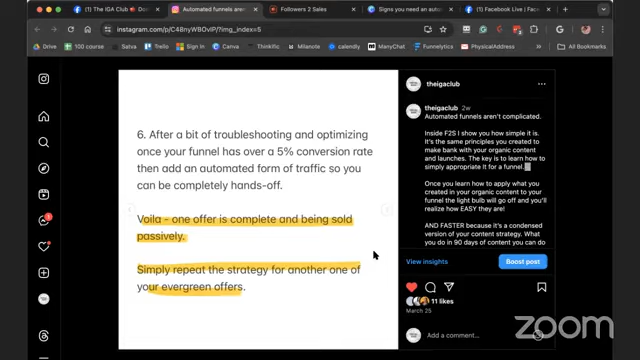 The IGA Club
Dea
Automated funnels aren't com
Followers 2 Sales
Signs you need an autom
Facebook Live | Facebook
instagram.com/p/C48nyWBOvlP/?img_index=5
Drive
100 course
Salut
Trello
Sign In
Canva
Thinkific
Milanote
calendly
ManyChat
Funnelytics
PhysicalAddress
All Bookmarks
6. After a bit of troubleshooting and optimizing
once your funnel has over a 5% conversion rate
then add an automated form of traffic so you
can be completely hands-off.
Voila - one offer is complete and being sold
passively.
Simply repeat the strategy for another one of
your evergreen offers.
theigaclub
theigaclub 2w
Automated funnels aren't complicated.
Inside F2S I show you how simple it is.
It's the same principles you created to
make bank with your organic content
and launches. The key is to learn how to
simply appropriate it for a funnel.
Once you learn how to apply what you
created in your organic content to your
funnel the light bulb will go off and you'll
realize how EASY they are!
AND FASTER because it's a condensed
version of your content strategy. What
you do in 90 days of content you can do
View insights
Boost post
11 likes
March 25
Add a comment...
zoom